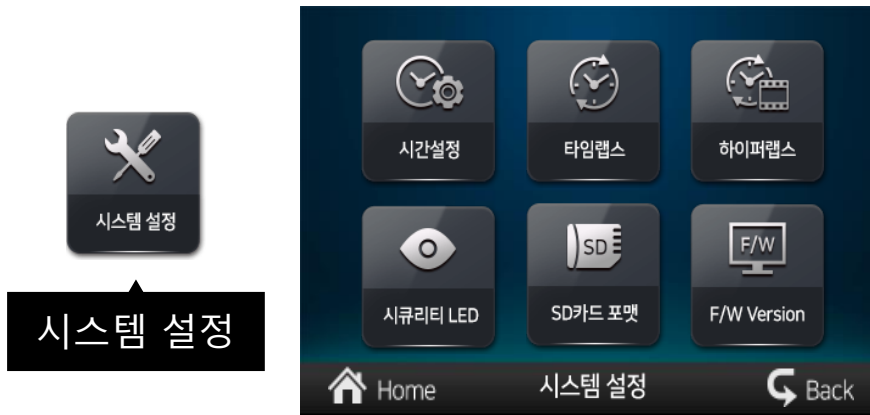 시스템 설정
시스템 설정
시간설정
타임랩스
하이퍼랩스
SD
F/W
시큐리티 LED
SD카드 포맷
F/W Version
Home
시스템 설정
Back